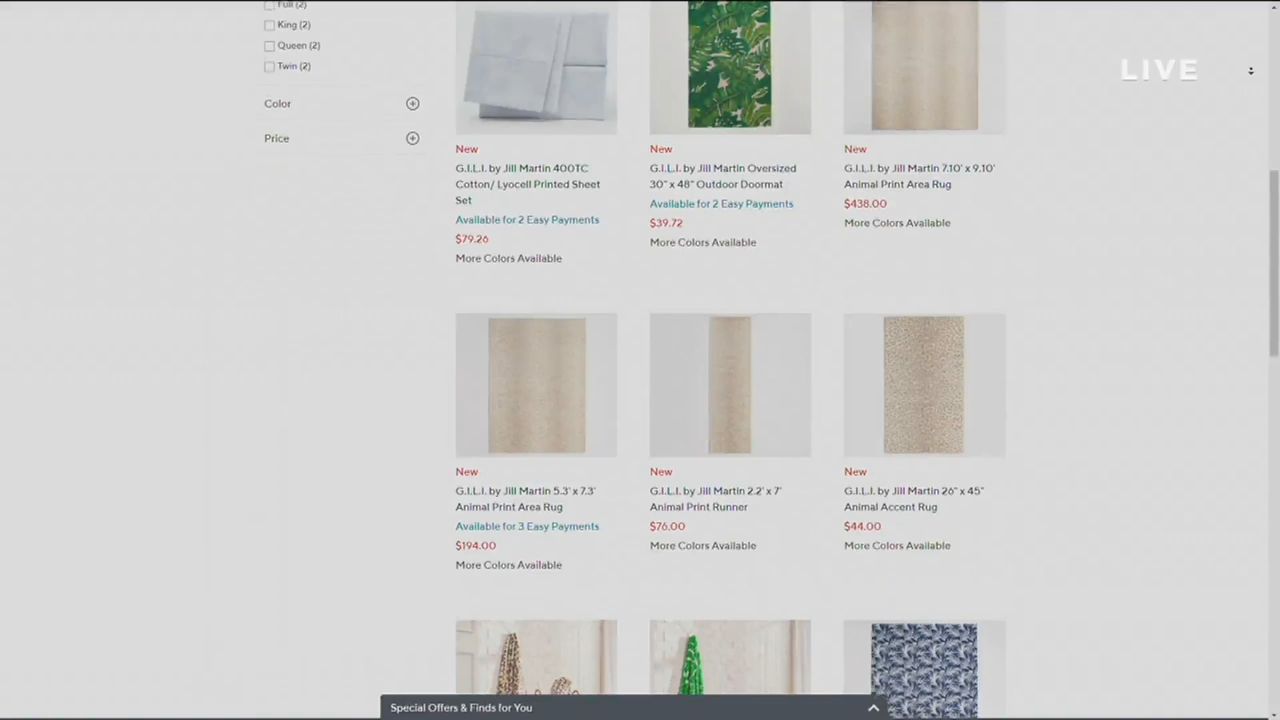 Full (2)
King (2)
Queen (2)
Twin (2)
Color
Price
LIVE
New
G.I.L.I. by Jill Martin 400TC
Cotton/ Lyocell Printed Sheet
Set
Available for 2 Easy Payments
$79.26
More Colors Available
New
G.I.L.I. by Jill Martin Oversized
30" x 48" Outdoor Doormat
Available for 2 Easy Payments
$39.72
More Colors Available
New
G.I.L.I. by Jill Martin 7.10' x 9.10'
Animal Print Area Rug
$438.00
More Colors Available
New
G.I.L.I. by Jill Martin 5.3' x 7.3'
Animal Print Area Rug
Available for 3 Easy Payments
$194.00
More Colors Available
New
G.I.L.I. by Jill Martin 2.2' x 7'
Animal Print Runner
$76.00
More Colors Available
New
G.I.L.I. by Jill Martin 26" x 45"
Animal Accent Rug
$44.00
More Colors Available
Special Offers & Finds for You